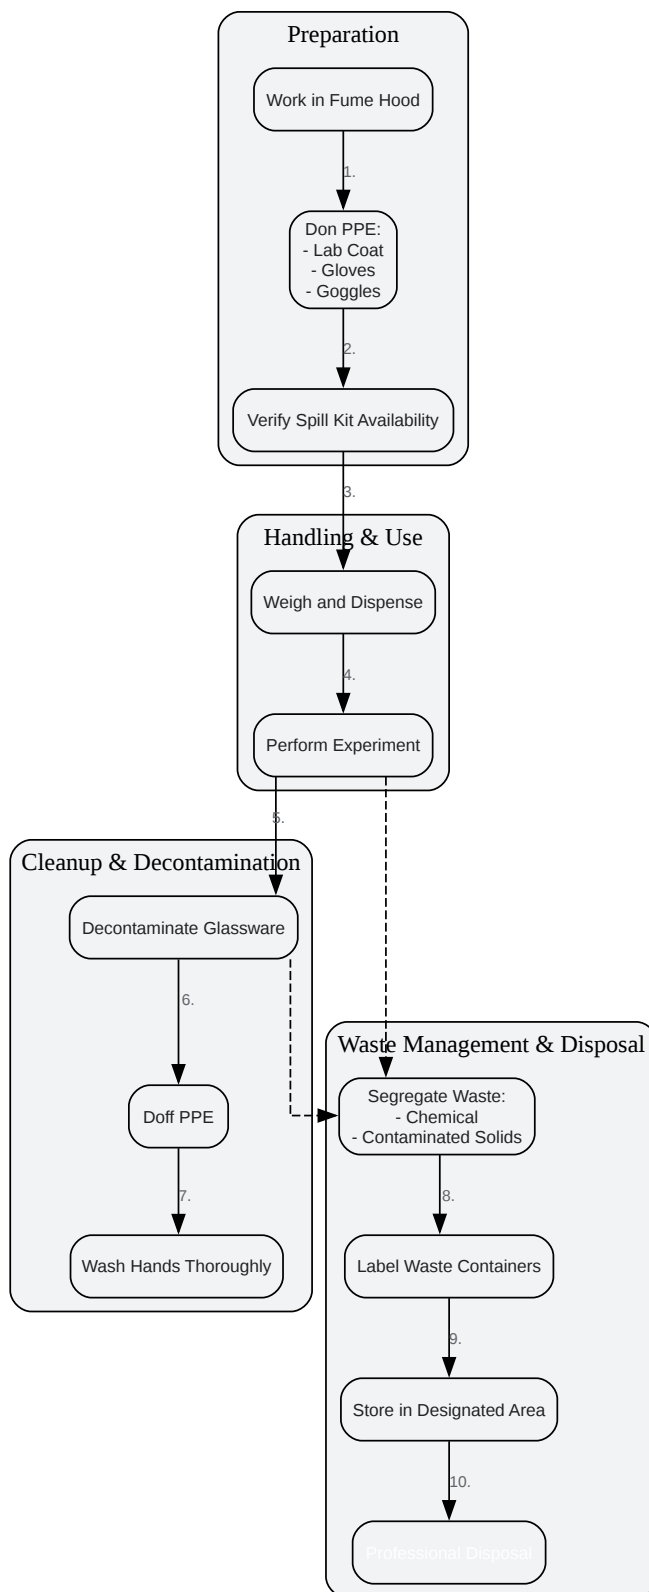 Preparation
Work in Fume Hood
1.
Don PPE:
- Lab Coat
- Gloves
- Goggles
2.
Verify Spill Kit Availability
3.
Handling & Use
Weigh and Dispense
4.
Perform Experiment
5.
Cleanup & Decontamination
Decontaminate Glassware
6.
Doff PPE
7.
Wash Hands Thoroughly
Waste Management & Disposal
Segregate Waste:
- Chemical
- Contaminated Solids
8.
Label Waste Containers
9.
Store in Designated Area
10.
Professional Disposal